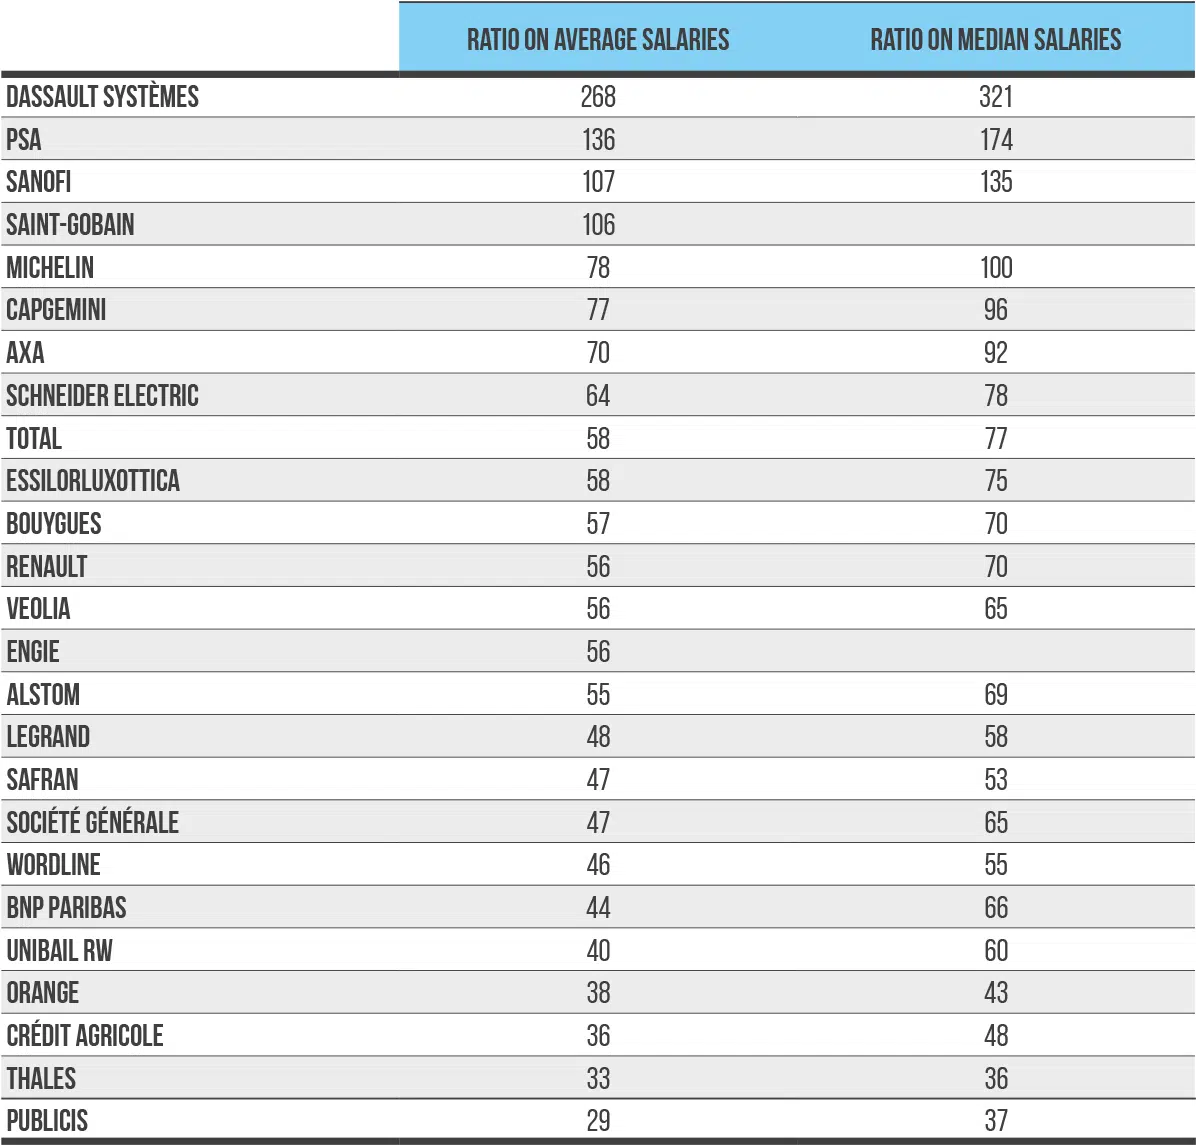 RATIO ON AVERAGE SALARIES RATIO ON MEDIAN SALARIES
DASSAULT SYSTÈMES 268 321
PSA 136 174
SANOFI 107 135
SAINT-GOBAIN 106
MICHELIN 78 100
CAPGEMINI 77 96
AXA 70 92
SCHNEIDER ELECTRIC 64 78
TOTAL 58 77
ESSILORLUXOTTICA 58 75
BOUYGUES 57 70
RENAULT 56 70
VEOLIA 56 65
ENGIE 56
ALSTOM 55 69
LEGRAND 48 58
SAFRAN 47 53
SOCIÉTÉ GÉNÉRALE 47 65
WORDLINE 46 55
BNP PARIBAS 44 66
UNIBAIL RW 40 60
ORANGE 38 43
CRÉDIT AGRICOLE 36 48
THALES 33 36
PUBLICIS 29 37